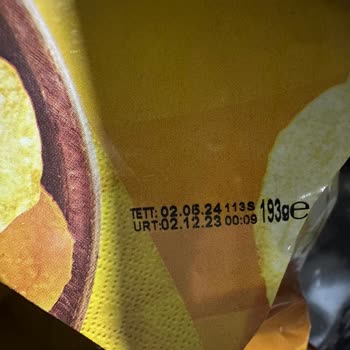 TETT: 02.05.24 113S 193g℮
URT:02.12.23 00:09